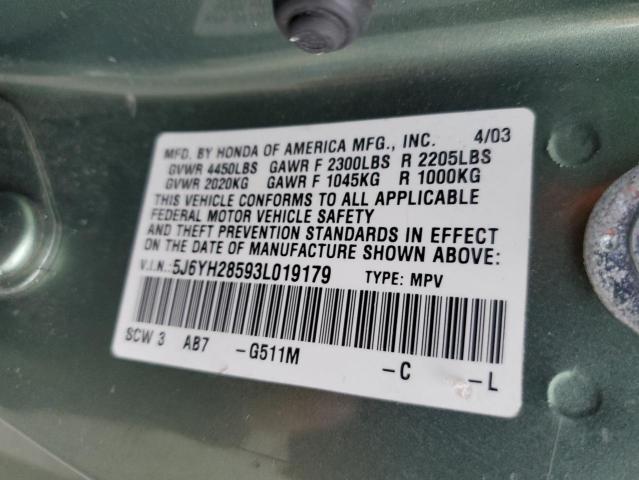 MFD. BY HONDA OF AMERICA MFG., INC. 4/03
GVWR 4450LBS GAWR F 2300LBS R 2205LBS
GVWR 2020KG GAWR F 1045KG R 1000KG
THIS VEHICLE CONFORMS TO ALL APPLICABLE
FEDERAL MOTOR VEHICLE SAFETY
AND THEFT PREVENTION STANDARDS IN EFFECT
ON THE DATE OF MANUFACTURE SHOWN ABOVE:
V.I.N.:5J6YH28593L019179 TYPE: MPV
SCW 3 AB7 -G511M -C -L